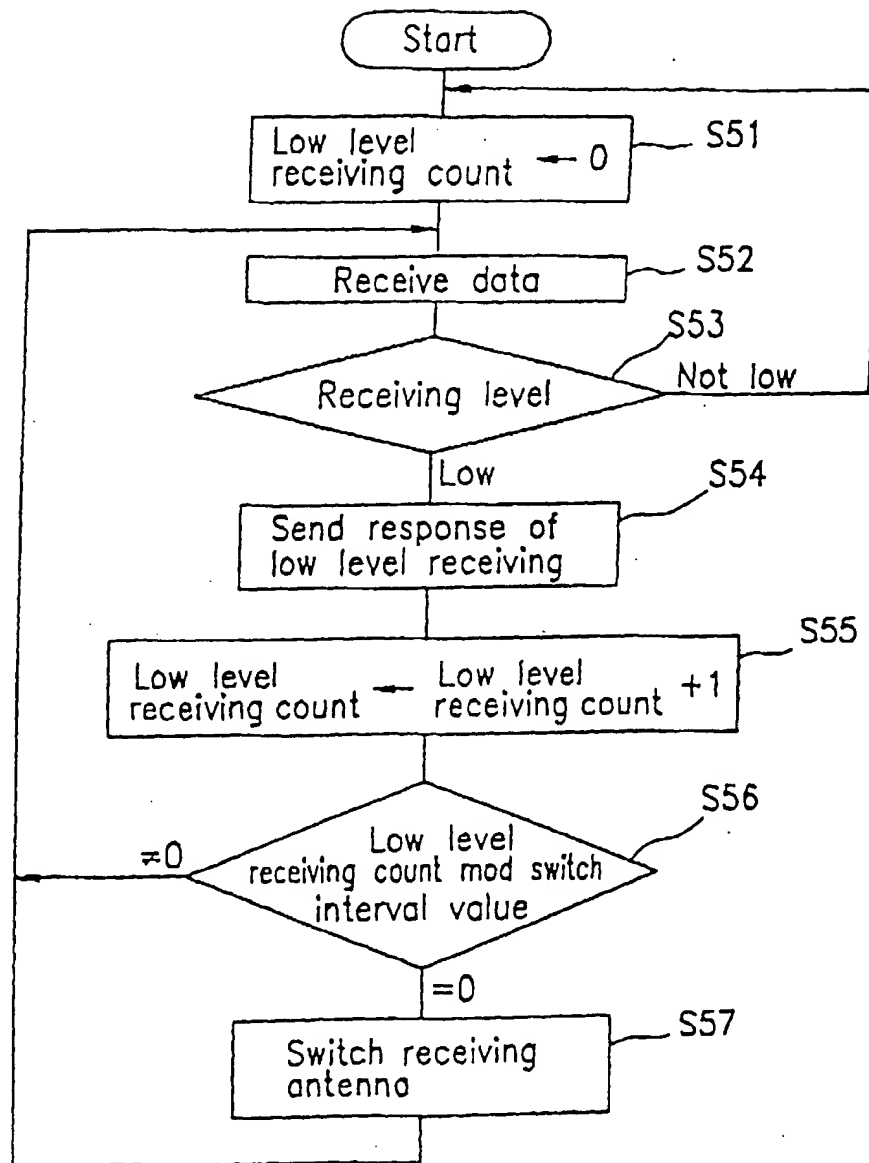 Start
S51
Low level
receiving count ← 0
S52
Receive data
S53
Receiving level
Not low
Low
S54
Send response of
low level receiving
S55
Low level receiving count ← Low level receiving count +1
S56
Low level
receiving count mod switch
interval value
≠0
=0
S57
Switch receiving
antenna